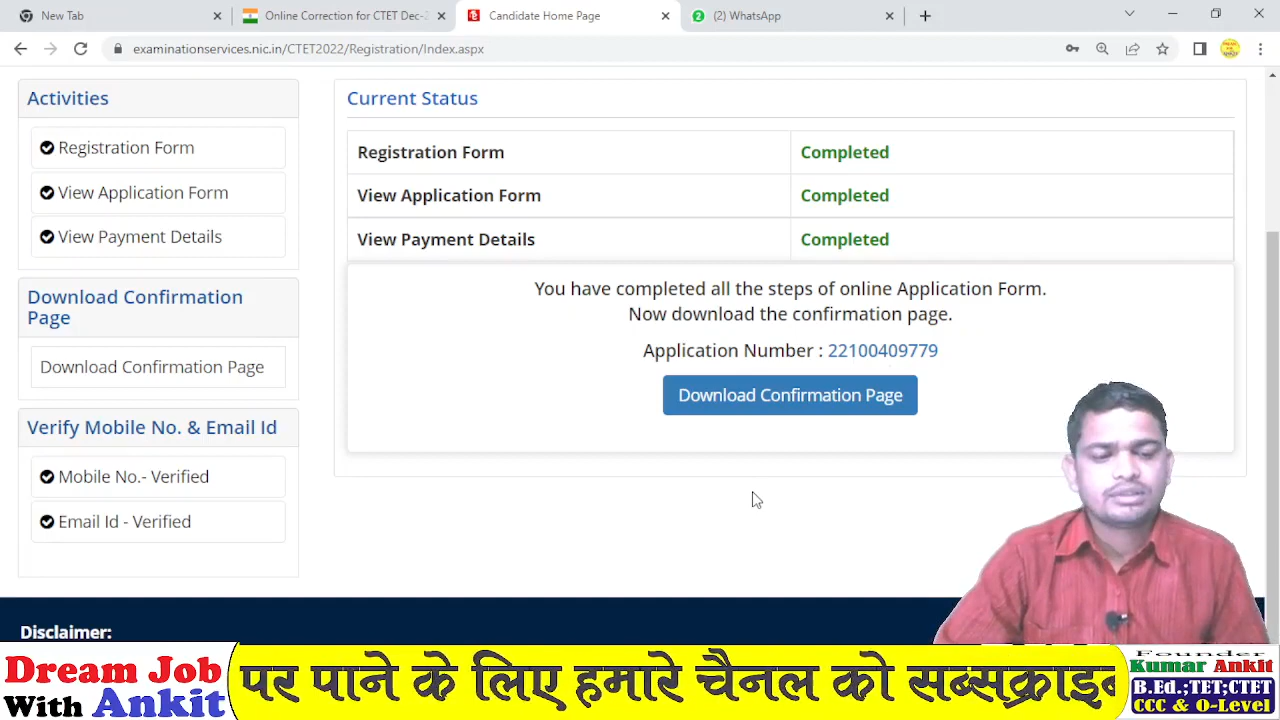 New Tab
Online Correction for CTET Dec-2
Candidate Home Page
(2) WhatsApp
examinationservices.nic.in/CTET2022/Registration/Index.aspx
Activities
Registration Form
View Application Form
View Payment Details
Download Confirmation
Page
Download Confirmation Page
Verify Mobile No. & Email Id
Mobile No.- Verified
Email Id - Verified
Current Status
Registration Form Completed
View Application Form Completed
View Payment Details Completed
You have completed all the steps of online Application Form.
Now download the confirmation page.
Application Number : 22100409779
Download Confirmation Page
Disclaimer:
Dream Job
With Ankit
पर पाने के लिए हमारे चैनल को सब्सक्राइब
Founder
Kumar Ankit
B.Ed.;TET;CTET
CCC & O-Level